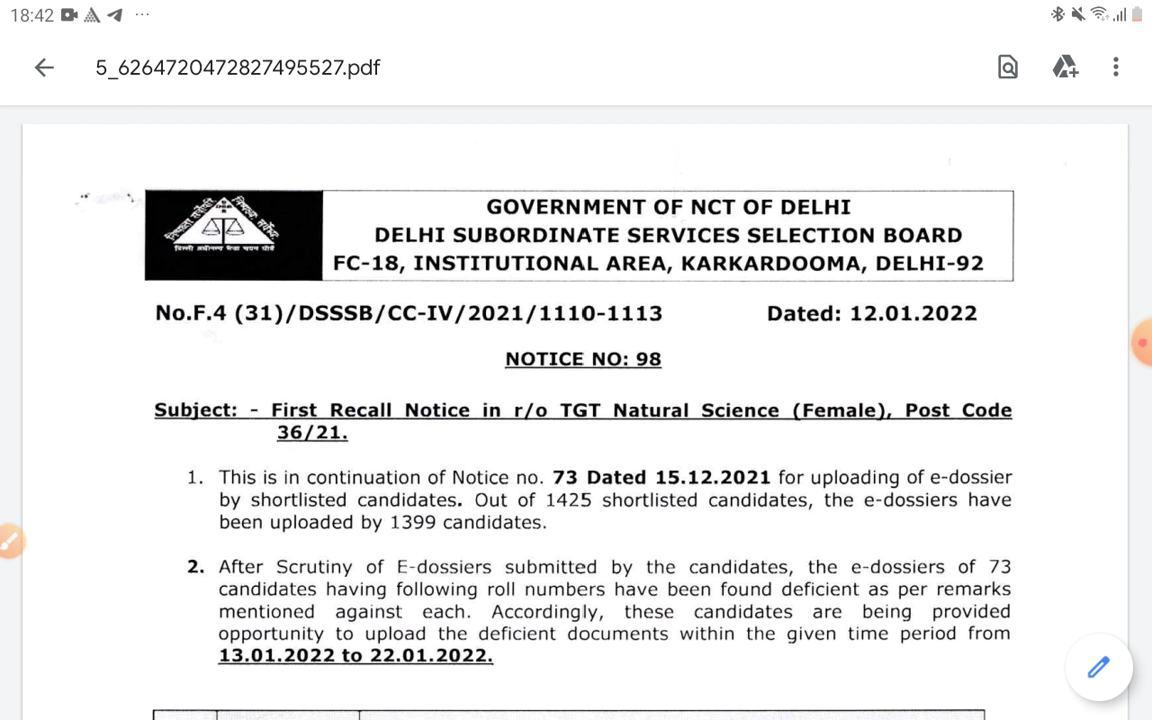 18:42
5_6264720472827495527.pdf
GOVERNMENT OF NCT OF DELHI
DELHI SUBORDINATE SERVICES SELECTION BOARD
FC-18, INSTITUTIONAL AREA, KARKARDOOMA, DELHI-92
No.F.4 (31)/DSSSB/CC-IV/2021/1110-1113 Dated: 12.01.2022
NOTICE NO: 98
Subject: - First Recall Notice in r/o TGT Natural Science (Female), Post Code
36/21.
1. This is in continuation of Notice no. 73 Dated 15.12.2021 for uploading of e-dossier
by shortlisted candidates. Out of 1425 shortlisted candidates, the e-dossiers have
been uploaded by 1399 candidates.
2. After Scrutiny of E-dossiers submitted by the candidates, the e-dossiers of 73
candidates having following roll numbers have been found deficient as per remarks
mentioned against each. Accordingly, these candidates are being provided
opportunity to upload the deficient documents within the given time period from
13.01.2022 to 22.01.2022.